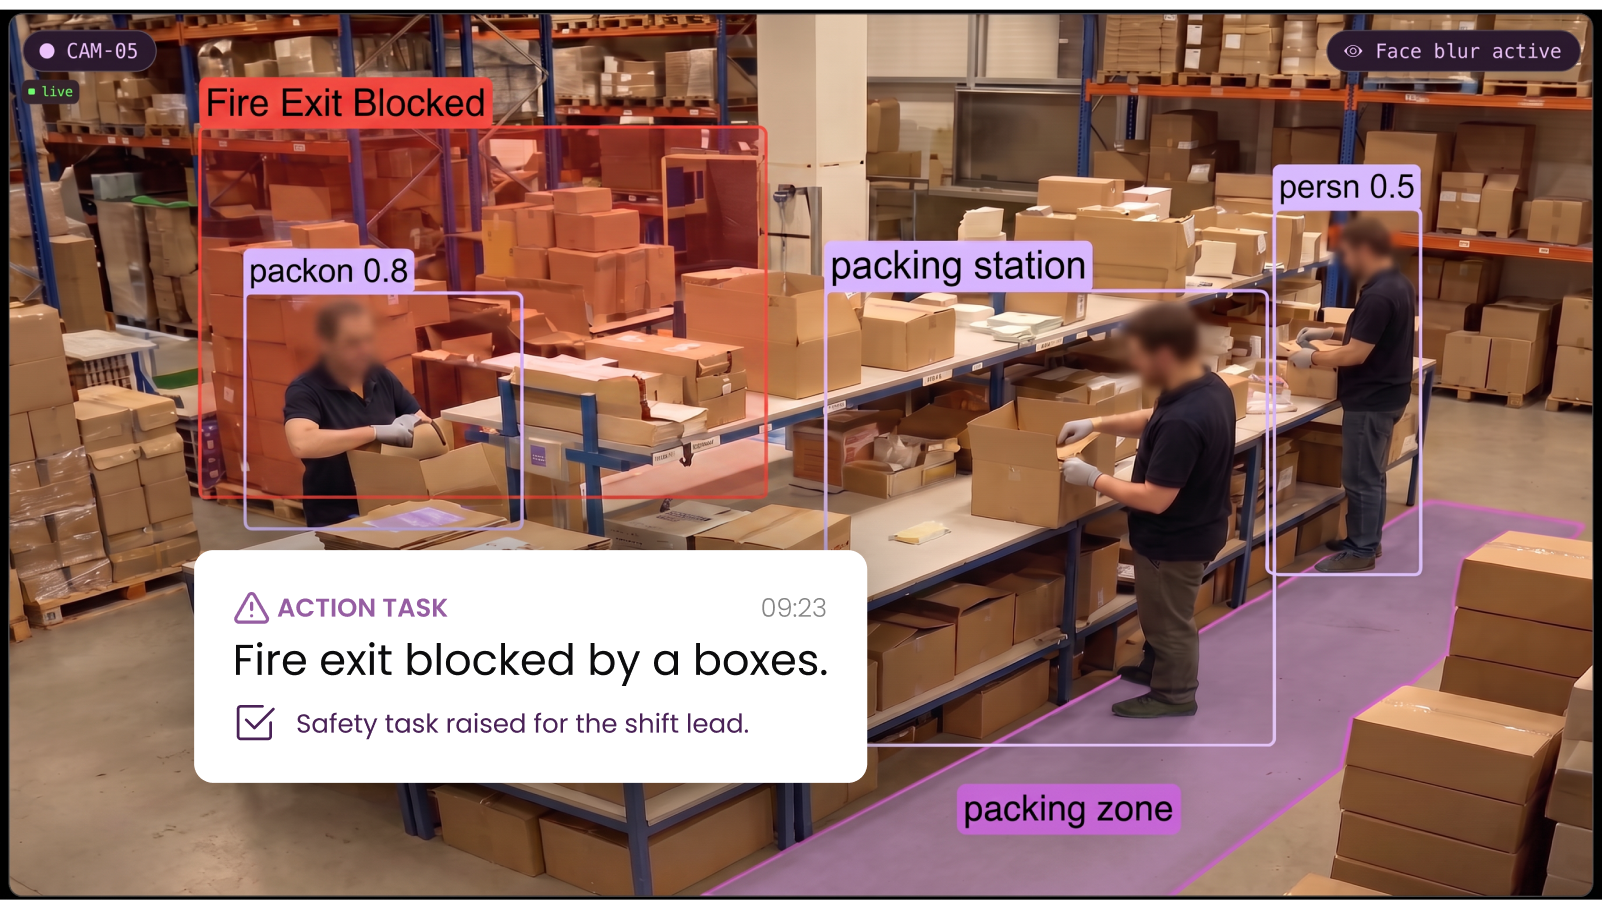 CAM-05
live
Face blur active
Fire Exit Blocked
persn 0.5
packon 0.8
packing station
ACTION TASK
09:23
Fire exit blocked by a boxes.
Safety task raised for the shift lead.
packing zone